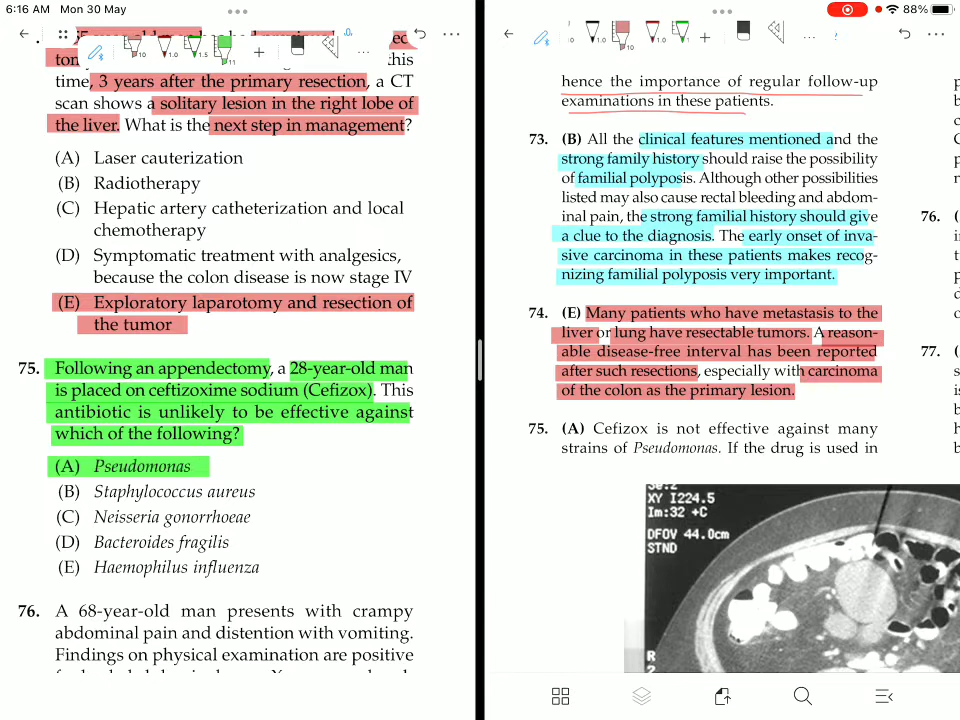 6:16 AM Mon 30 May
88%
time, 3 years after the primary resection, a CT
scan shows a solitary lesion in the right lobe of
the liver. What is the next step in management?
(A) Laser cauterization
(B) Radiotherapy
(C) Hepatic artery catheterization and local
chemotherapy
(D) Symptomatic treatment with analgesics,
because the colon disease is now stage IV
(E) Exploratory laparotomy and resection of
the tumor
75. Following an appendectomy, a 28-year-old man
is placed on ceftizoxime sodium (Cefizox). This
antibiotic is unlikely to be effective against
which of the following?
(A) Pseudomonas
(B) Staphylococcus aureus
(C) Neisseria gonorrhoeae
(D) Bacteroides fragilis
(E) Haemophilus influenza
76. A 68-year-old man presents with crampy
abdominal pain and distention with vomiting.
Findings on physical examination are positive
hence the importance of regular follow-up
examinations in these patients.
73. (B) All the clinical features mentioned and the
strong family history should raise the possibility
of familial polyposis. Although other possibilities
listed may also cause rectal bleeding and abdom-
inal pain, the strong familial history should give
a clue to the diagnosis. The early onset of inva-
sive carcinoma in these patients makes recog-
nizing familial polyposis very important.
74. (E) Many patients who have metastasis to the
liver or lung have resectable tumors. A reason-
able disease-free interval has been reported
after such resections, especially with carcinoma
of the colon as the primary lesion.
75. (A) Cefizox is not effective against many
strains of Pseudomonas. If the drug is used in
XY I224.5
Im:32 +C
DFOV 44.0cm
STND
R
76.
77.